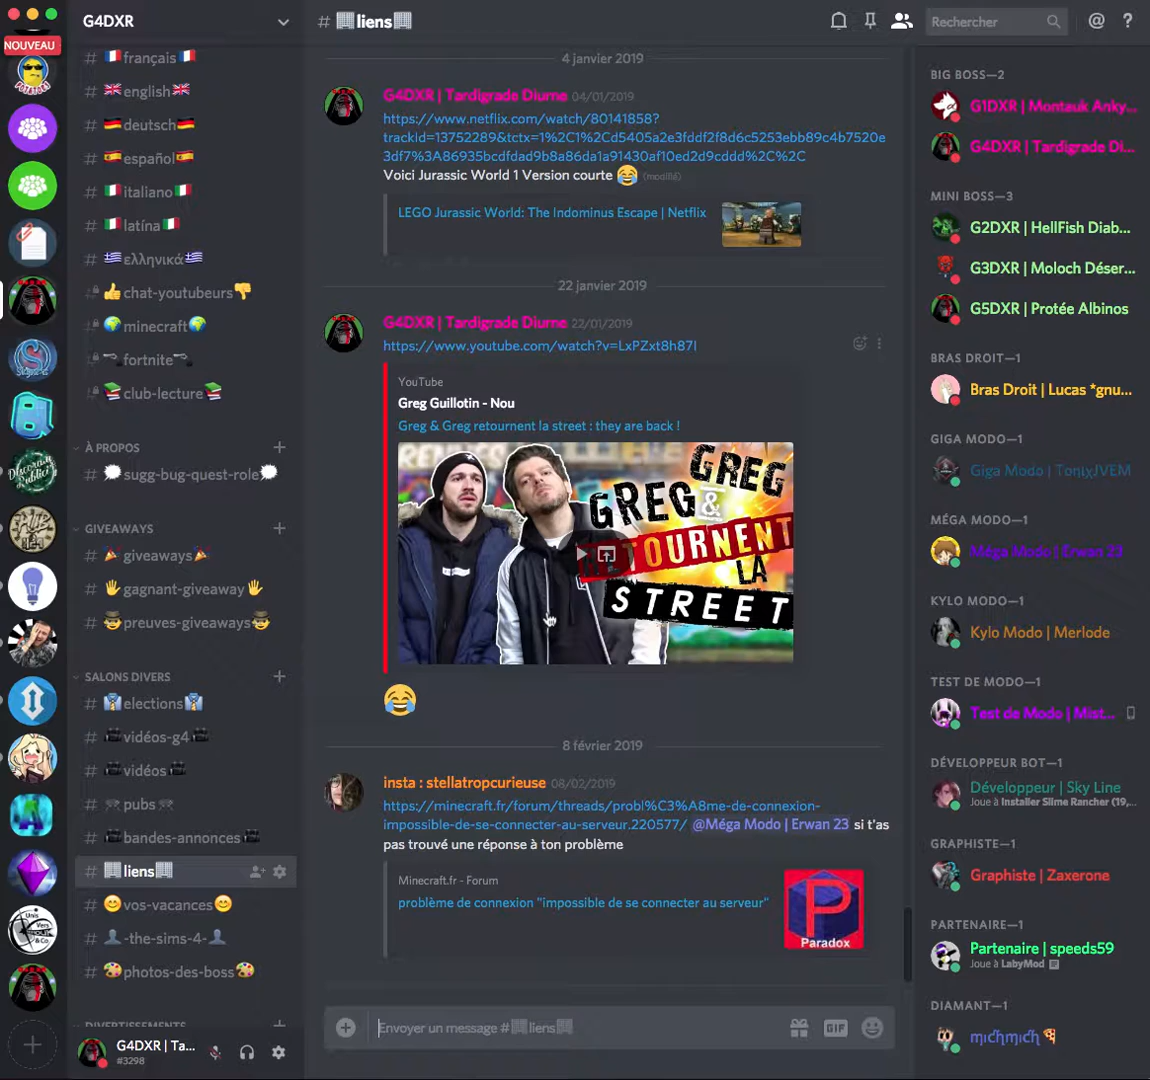 NOUVEAU
POTATOZ
G4DXR
# français
# english
# deutsch
# español
# italiano
# latína
# ελληνικά
chat-youtubeurs
minecraft
fortnite
club-lecture
À PROPOS
# sugg-bug-quest-role
GIVEAWAYS
# giveaways
# gagnant-giveaway
# preuves-giveaways
SALONS DIVERS
# elections
# vidéos-g4
# vidéos
# pubs
# bandes-annonces
# liens
# vos-vacances
# -the-sims-4-
# photos-des-boss
DIVERTISSEMENTS
G4DXR | Ta...
#3298
# liens
Rechercher
@ ?
4 janvier 2019
G4DXR | Tardigrade Diurne 04/01/2019
https://www.netflix.com/watch/80141858?
trackId=13752289&tctx=1%2C1%2Cd5405a2e3fddf2f8d6c5253ebb89c4b7520e
3df7%3A86935bcdfdad9b8a86da1a91430af10ed2d9cddd%2C%2C
Voici Jurassic World 1 Version courte 😂 (modifié)
LEGO Jurassic World: The Indominus Escape | Netflix
22 janvier 2019
G4DXR | Tardigrade Diurne 22/01/2019
https://www.youtube.com/watch?v=LxPZxt8h87I
YouTube
Greg Guillotin - Nou
Greg & Greg retournent la street : they are back !
GREG
GREG &
RETOURNENT
LA
STREET
😂
8 février 2019
insta : stellatropcurieuse 08/02/2019
https://minecraft.fr/forum/threads/probl%C3%A8me-de-connexion-
impossible-de-se-connecter-au-serveur.220577/ @Méga Modo | Erwan 23 si t'as
pas trouvé une réponse à ton problème
Minecraft.fr - Forum
problème de connexion "impossible de se connecter au serveur"
P
Paradox
Envoyer un message # liens
GIF
BIG BOSS—2
G1DXR | Montauk Anky...
G4DXR | Tardigrade Di...
MINI BOSS—3
G2DXR | HellFish Diab...
G3DXR | Moloch Déser...
G5DXR | Protée Albinos
BRAS DROIT—1
Bras Droit | Lucas *gnu...
GIGA MODO—1
Giga Modo | ToniχJVEM
MÉGA MODO—1
Méga Modo | Erwan 23
KYLO MODO—1
Kylo Modo | Merlode
TEST DE MODO—1
Test de Modo | Mist...
DÉVELOPPEUR BOT—1
Développeur | Sky Line
Joue à Installer Slime Rancher (19,...
GRAPHISTE—1
Graphiste | Zaxerone
PARTENAIRE—1
Partenaire | speeds59
Joue à LabyMod
DIAMANT—1